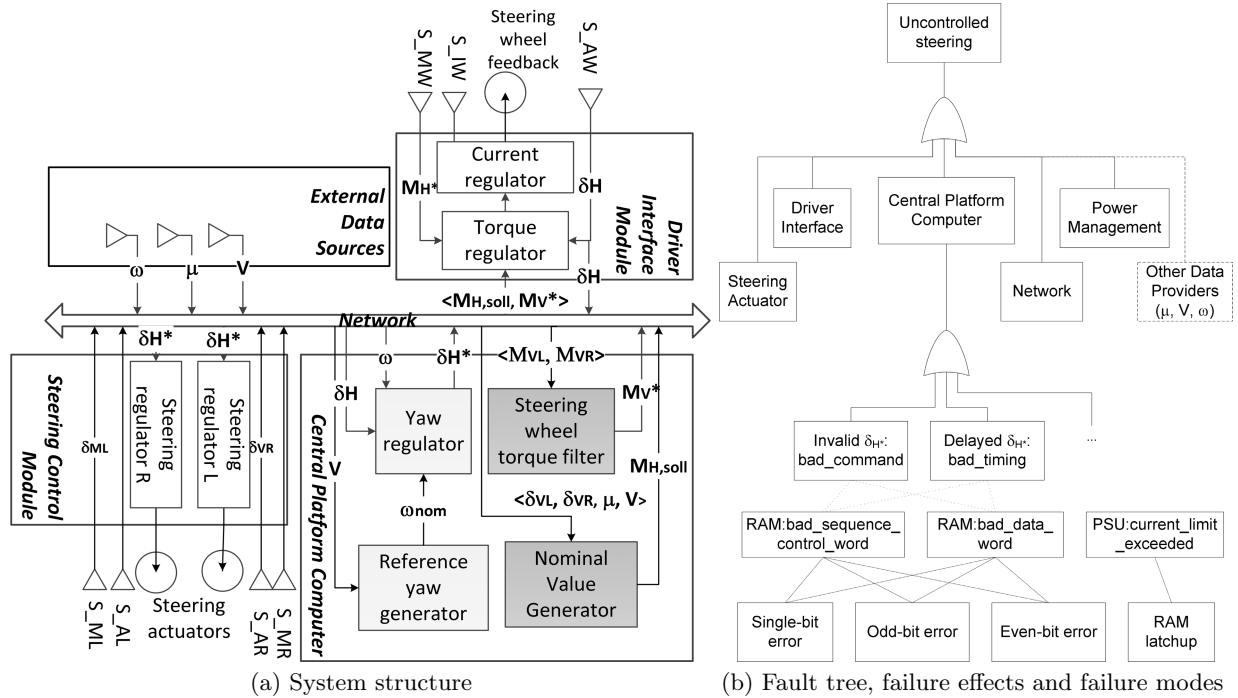 Steering
wheel
feedback
S_MW
S_IW
S_AW
Current
regulator
MH*
δH
Torque
regulator
Driver
Interface
Module
δH
External
Data
Sources
ω
μ
V
<MH,soll, MV*>
Network
δH*
δH*
Steering Control
Module
δML
Steering
regulator R
Steering
regulator L
δVR
S_ML
S_AL
Steering
actuators
S_AR
S_MR
Central Platform Computer
δH
V
ω
δH*
Yaw
regulator
ωnom
Reference
yaw
generator
<MVL, MVR>
Steering
wheel
torque filter
MV*
MH,soll
<δVL, δVR, μ, V>
Nominal
Value
Generator
(a) System structure
Uncontrolled
steering
Driver
Interface
Central Platform
Computer
Power
Management
Steering
Actuator
Network
Other Data
Providers
(μ, V, ω)
Invalid δH*:
bad_command
Delayed δH*:
bad_timing
...
RAM:bad_sequence_
control_word
RAM:bad_data_
word
PSU:current_limit
_exceeded
Single-bit
error
Odd-bit error
Even-bit error
RAM
latchup
(b) Fault tree, failure effects and failure modes